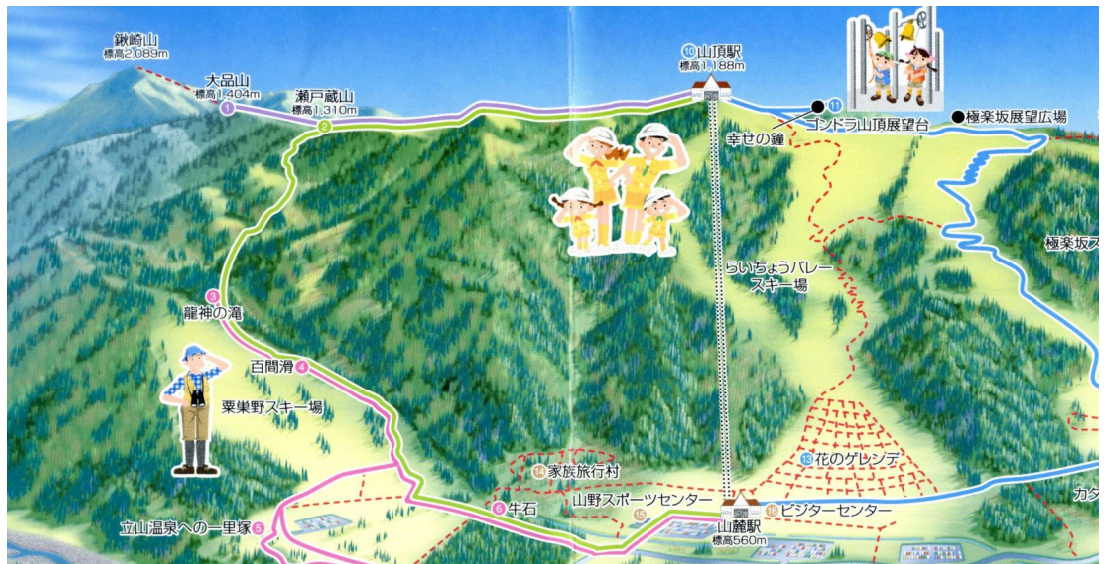 鍬崎山
標高2,089m
大品山
標高1,404m
1
瀬戸蔵山
標高1,310m
2
10 山頂駅
標高1,188m
11
ゴンドラ山頂展望台
幸せの鐘
極楽坂展望広場
極楽坂ス
らいちょうバレー
スキー場
3
龍神の滝
百間滑 4
粟巣野スキー場
13 花のゲレンデ
14 家族旅行村
山野スポーツセンター
15
6 牛石
立山温泉への一里塚 5
山麓駅
標高560m
16 ビジターセンター
カタ